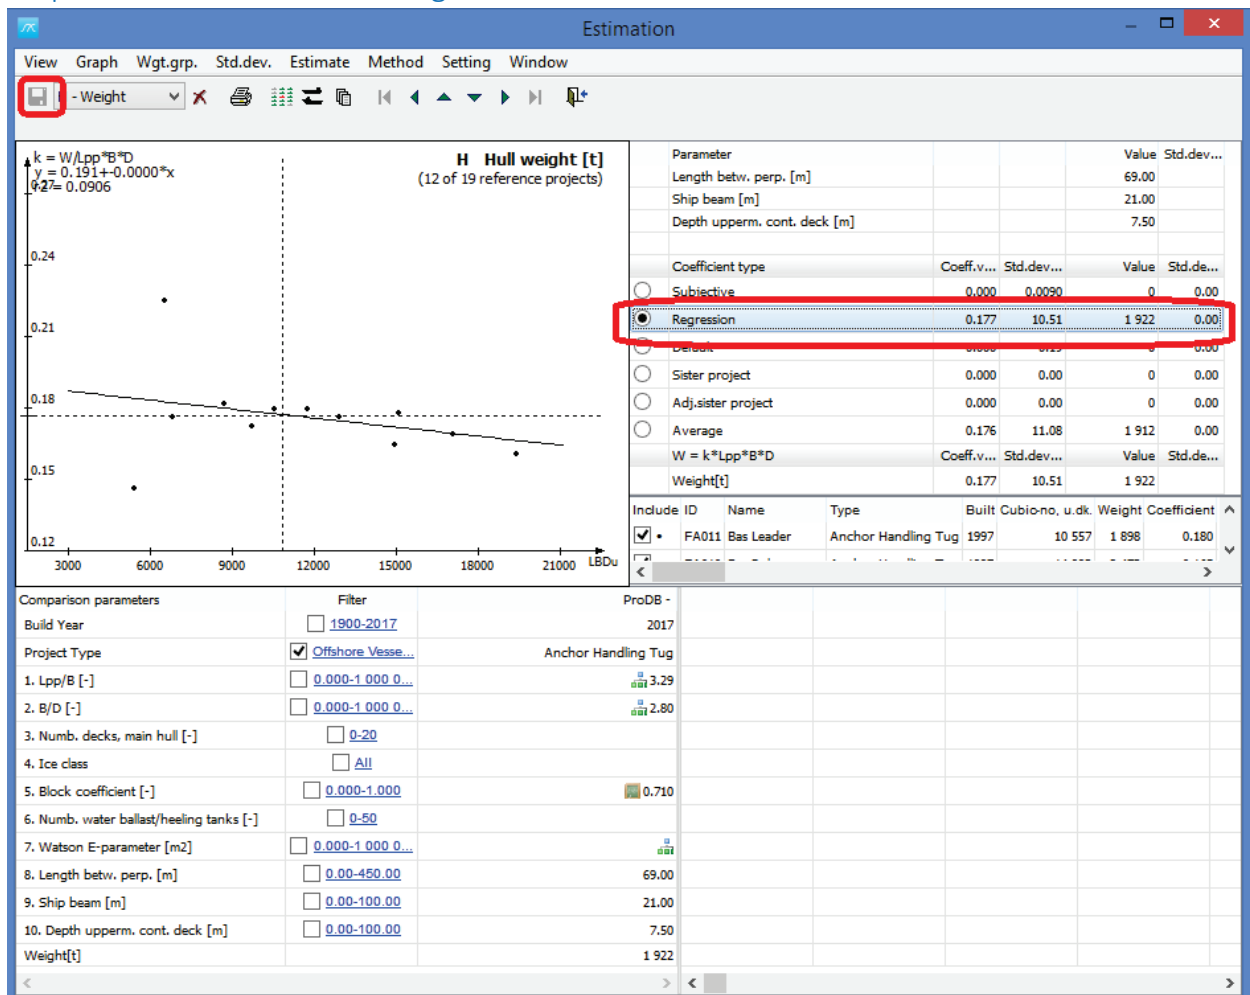 Estimation
View Graph Wgt.grp. Std.dev. Estimate Method Setting Window
- Weight
k = W/Lpp*B*D
y = 0.191+-0.0000*x
r2 = 0.0906
H Hull weight [t]
(12 of 19 reference projects)
0.27
0.24
0.21
0.18
0.15
0.12
3000 6000 9000 12000 15000 18000 21000 LBDu
Parameter Value Std.dev...
Length betw. perp. [m] 69.00
Ship beam [m] 21.00
Depth upperm. cont. deck [m] 7.50
Coefficient type Coeff.v... Std.dev... Value Std.de...
Subjective 0.000 0.0090 0 0.00
Regression 0.177 10.51 1 922 0.00
Default 0.00
Sister project 0.000 0.00 0 0.00
Adj.sister project 0.000 0.00 0 0.00
Average 0.176 11.08 1 912 0.00
W = k*Lpp*B*D Coeff.v... Std.dev... Value Std.de...
Weight[t] 0.177 10.51 1 922
Include ID Name Type Built Cubic-no, u.dk. Weight Coefficient
FA011 Bas Leader Anchor Handling Tug 1997 10 557 1 898 0.180
Comparison parameters Filter ProDB -
Build Year 1900-2017 2017
Project Type Offshore Vesse... Anchor Handling Tug
1. Lpp/B [-] 0.000-1 000 0... 3.29
2. B/D [-] 0.000-1 000 0... 2.80
3. Numb. decks, main hull [-] 0-20
4. Ice class All
5. Block coefficient [-] 0.000-1.000 0.710
6. Numb. water ballast/heeling tanks [-] 0-50
7. Watson E-parameter [m2] 0.000-1 000 0...
8. Length betw. perp. [m] 0.00-450.00 69.00
9. Ship beam [m] 0.00-100.00 21.00
10. Depth upperm. cont. deck [m] 0.00-100.00 7.50
Weight[t] 1 922